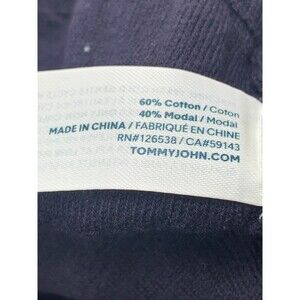 60% Cotton / Coton
40% Modal / Modal
MADE IN CHINA / FABRIQUÉ EN CHINE
RN#126538 / CA#59143
TOMMYJOHN.COM